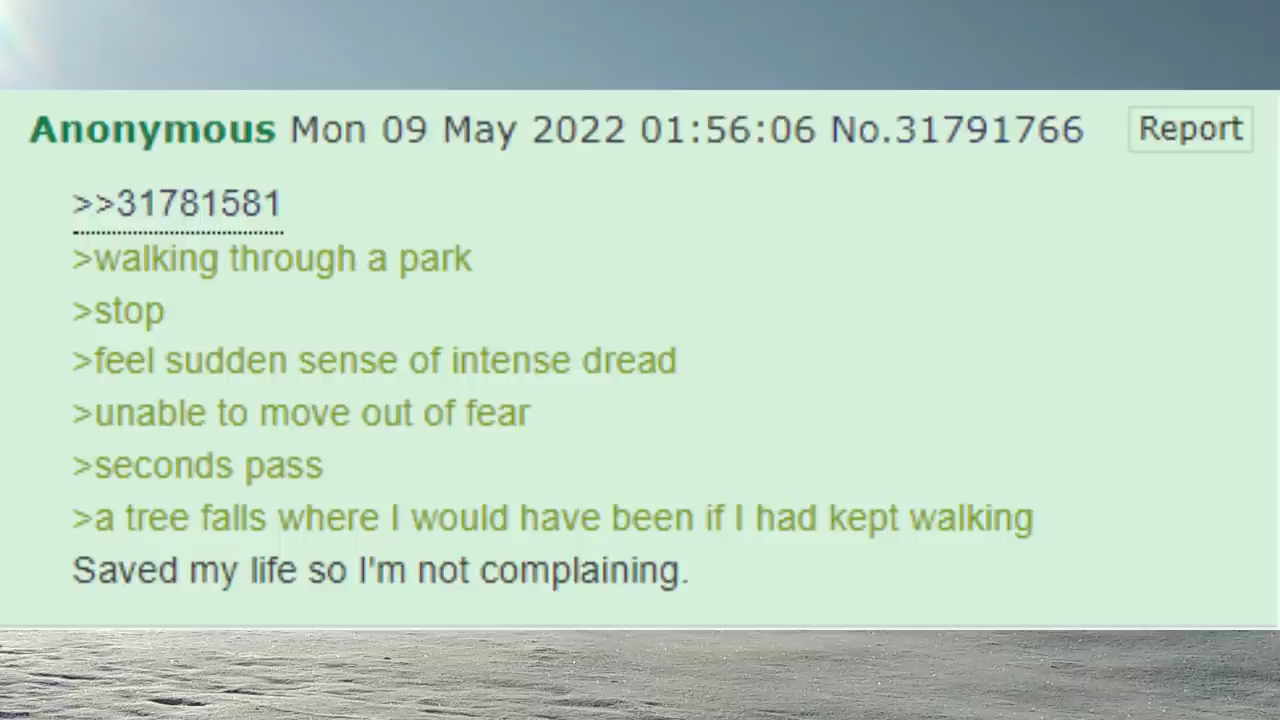 Anonymous Mon 09 May 2022 01:56:06 No.31791766 Report
>>31781581
>walking through a park
>stop
>feel sudden sense of intense dread
>unable to move out of fear
>seconds pass
>a tree falls where I would have been if I had kept walking
Saved my life so I'm not complaining.